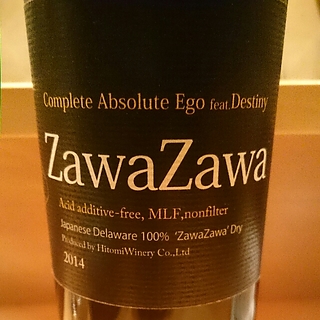 Complete Absolute Ego feat.Destiny
ZawaZawa
Acid additive-free, MLF,nonfilter
Japanese Delaware 100% 'ZawaZawa' Dry
Produced by HitomiWinery Co.,Ltd
2014